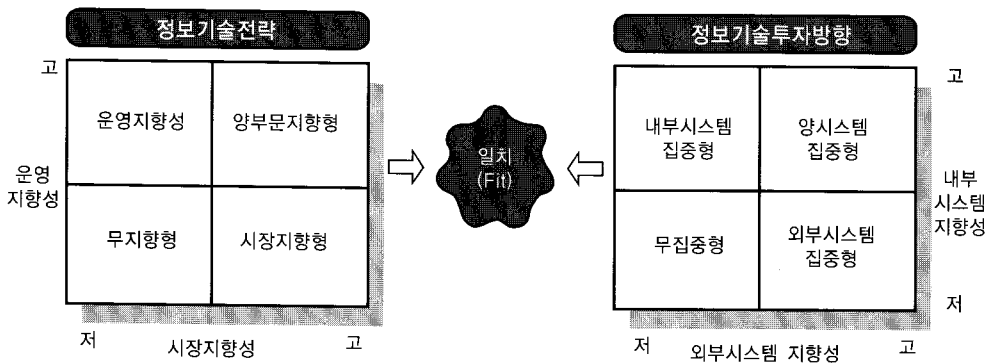 정보기술전략
정보기술투자방향
고
운영지향성
양부문지향형
무지향형
시장지향형
운영
지향성
저
시장지향성
고
일치
(Fit)
내부시스템
집중형
양시스템
집중형
무집중형
외부시스템
집중형
고
내부
시스템
지향성
저
저
외부시스템 지향성
고